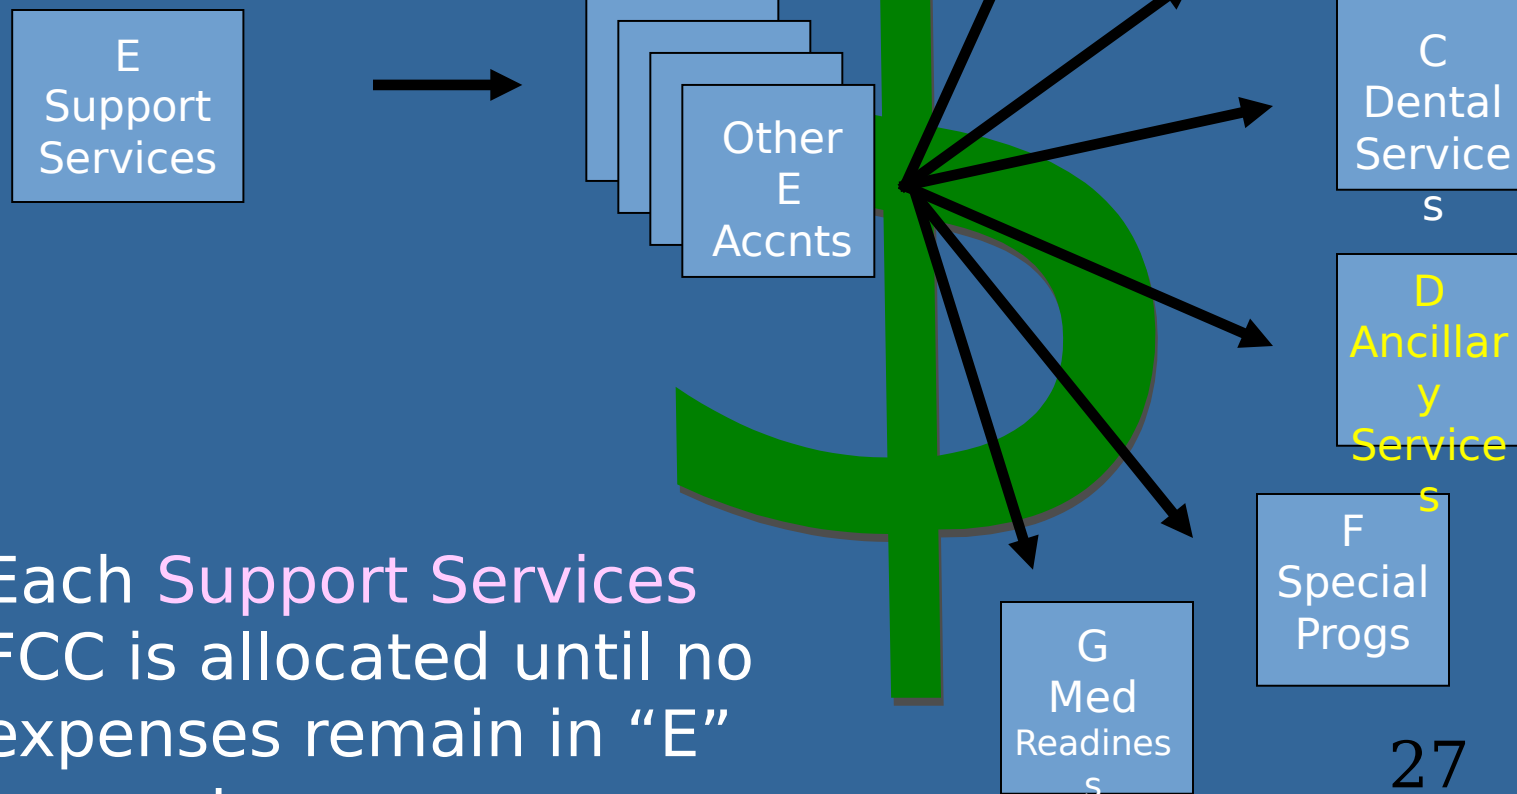 E
Support
Services
Other
E
Accnts
C
Dental
Service
s
D
Ancillar
y
Service
s
F
Special
Progs
G
Med
Readines
s
Each Support Services
FCC is allocated until no
expenses remain in “E”
27